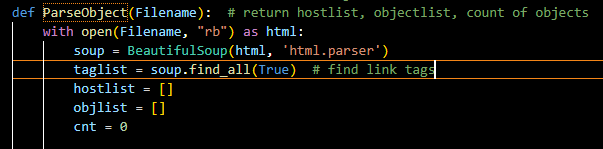 def ParseObject(Filename):  # return hostlist, objectlist, count of objects
    with open(Filename, "rb") as html:
        soup = BeautifulSoup(html, 'html.parser')
        taglist = soup.find_all(True)  # find link tags
        hostlist = []
        objlist = []
        cnt = 0